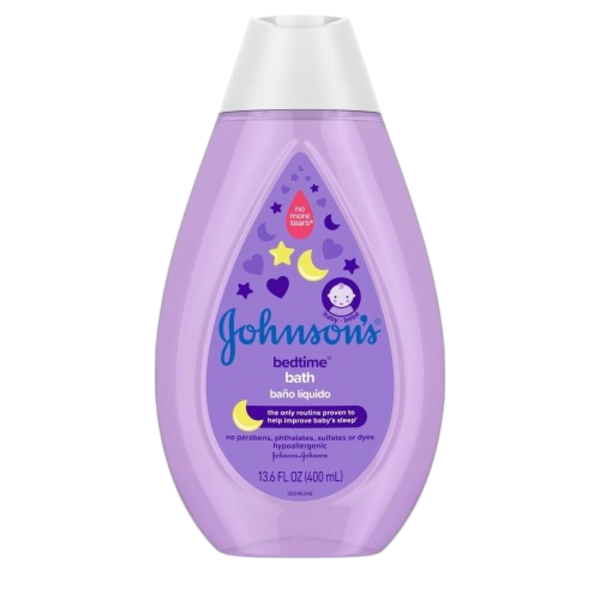 no
more
tears*
baby - bebé
Johnson's®
bedtime®
bath
baño líquido
the only routine proven to
help improve baby's sleep*
no parabens, phthalates, sulfates or dyes
hypoallergenic
Johnson & Johnson
13.6 FL OZ (400 mL)